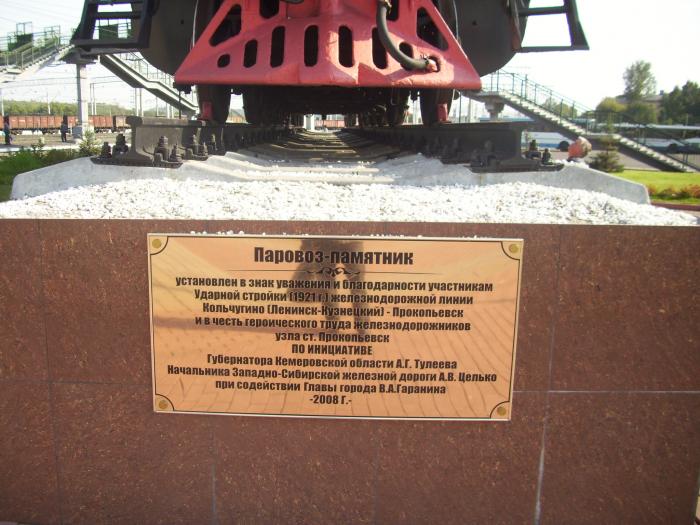 Паровоз-памятник
установлен в знак уважения и благодарности участникам
Ударной стройки (1921 г.) железнодорожной линии
Кольчугино (Ленинск-Кузнецкий) - Прокопьевск
и в честь героического труда железнодорожников
узла ст. Прокопьевск
ПО ИНИЦИАТИВЕ
Губернатора Кемеровской области А.Г. Тулеева
Начальника Западно-Сибирской железной дороги А.В. Целько
при содействии Главы города В.А.Гаранина
-2008 Г.-